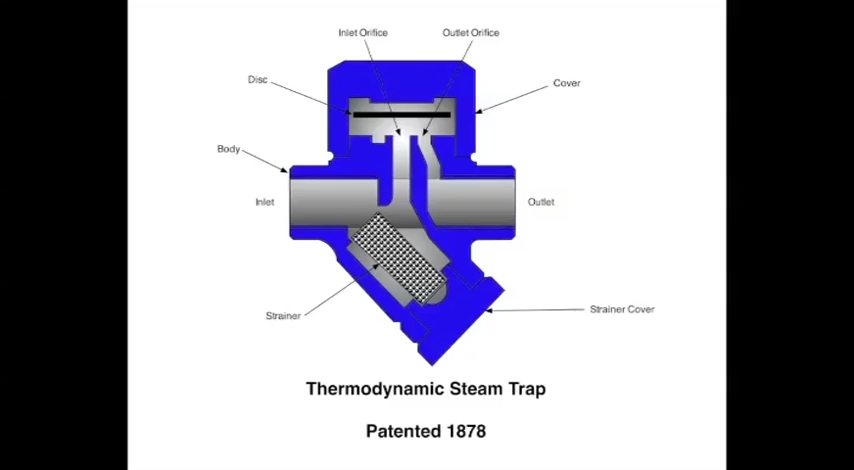 Inlet Orifice
Outlet Orifice
Disc
Cover
Body
Inlet
Outlet
Strainer
Strainer Cover
Thermodynamic Steam Trap
Patented 1878